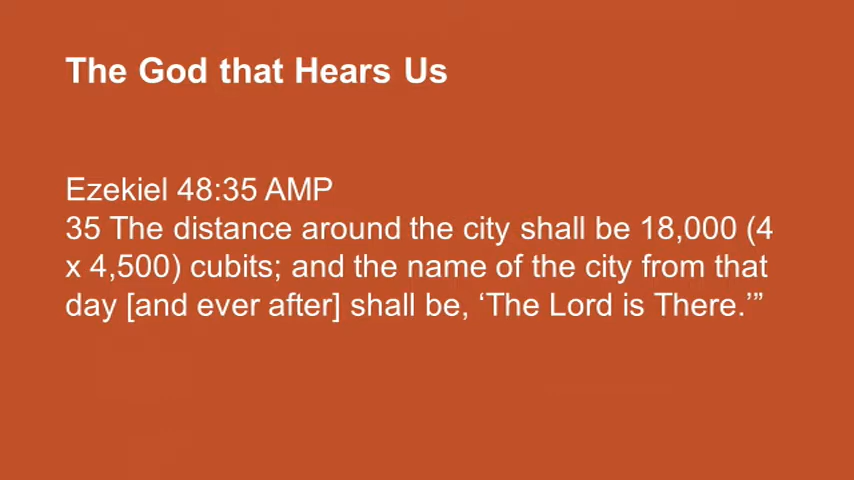 The God that Hears Us
Ezekiel 48:35 AMP
35 The distance around the city shall be 18,000 (4
x 4,500) cubits; and the name of the city from that
day [and ever after] shall be, ‘The Lord is There.’”